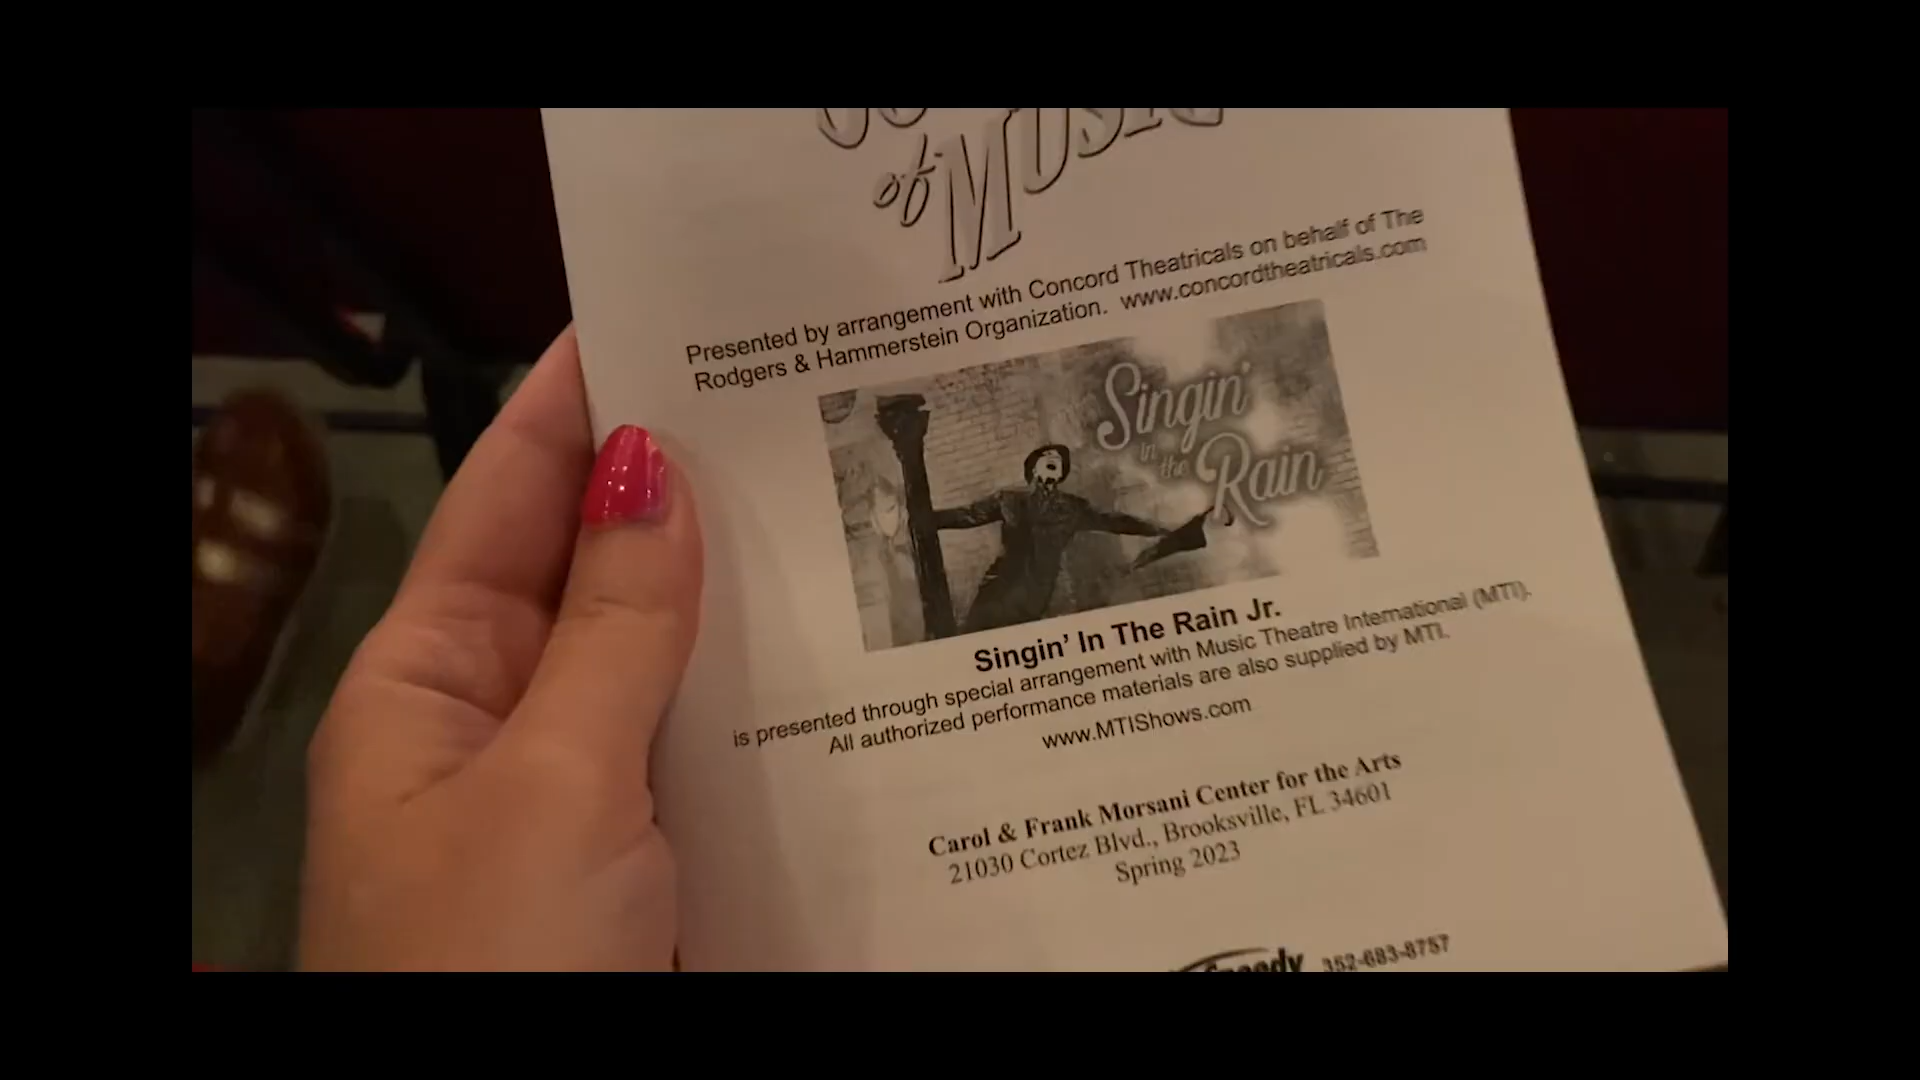 of MUSIC
Presented by arrangement with Concord Theatricals on behalf of The
Rodgers & Hammerstein Organization. www.concordtheatricals.com
Singin'
in
the
Rain
Singin' In The Rain Jr.
is presented through special arrangement with Music Theatre International (MTI).
All authorized performance materials are also supplied by MTI.
www.MTIShows.com
Carol & Frank Morsani Center for the Arts
21030 Cortez Blvd., Brooksville, FL 34601
Spring 2023
Speedy 352-683-8757